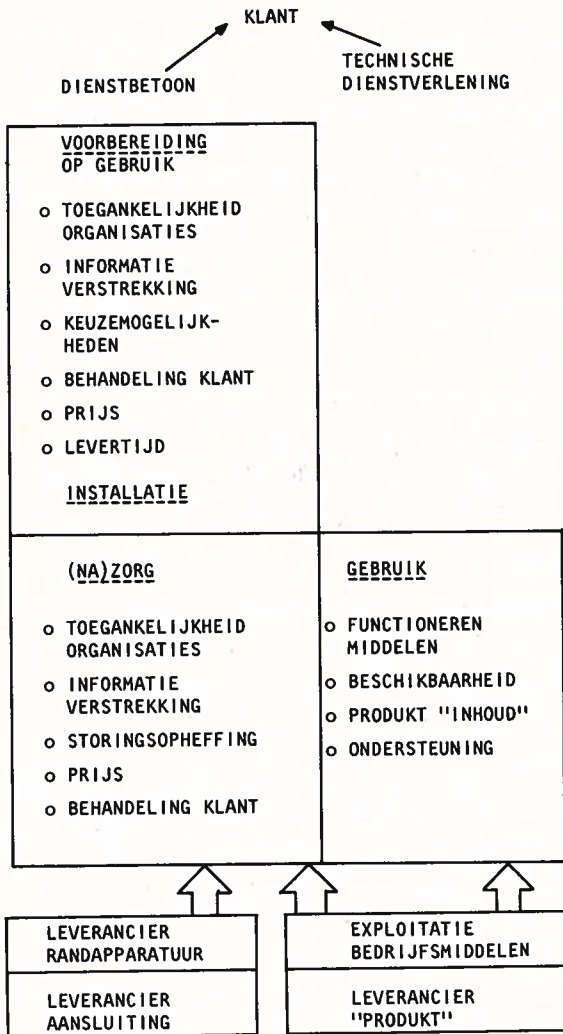 KLANT
DIENSTBETOON
TECHNISCHE
DIENSTVERLENING
VOORBEREIDING
OP GEBRUIK
o TOEGANKELIJKHEID
ORGANISATIES
o INFORMATIE
VERSTREKKING
o KEUZEMOGELIJK-
HEDEN
o BEHANDELING KLANT
o PRIJS
o LEVERTIJD
INSTALLATIE
(NA)ZORG
o TOEGANKELIJKHEID
ORGANISATIES
o INFORMATIE
VERSTREKKING
o STORINGSOPHEFFING
o PRIJS
o BEHANDELING KLANT
GEBRUIK
o FUNCTIONEREN
MIDDELEN
o BESCHIKBAARHEID
o PRODUKT "INHOUD"
o ONDERSTEUNING
LEVERANCIER
RANDAPPARATUUR
LEVERANCIER
AANSLUITING
EXPLOITATIE
BEDRIJFSMIDDELEN
LEVERANCIER
"PRODUKT"